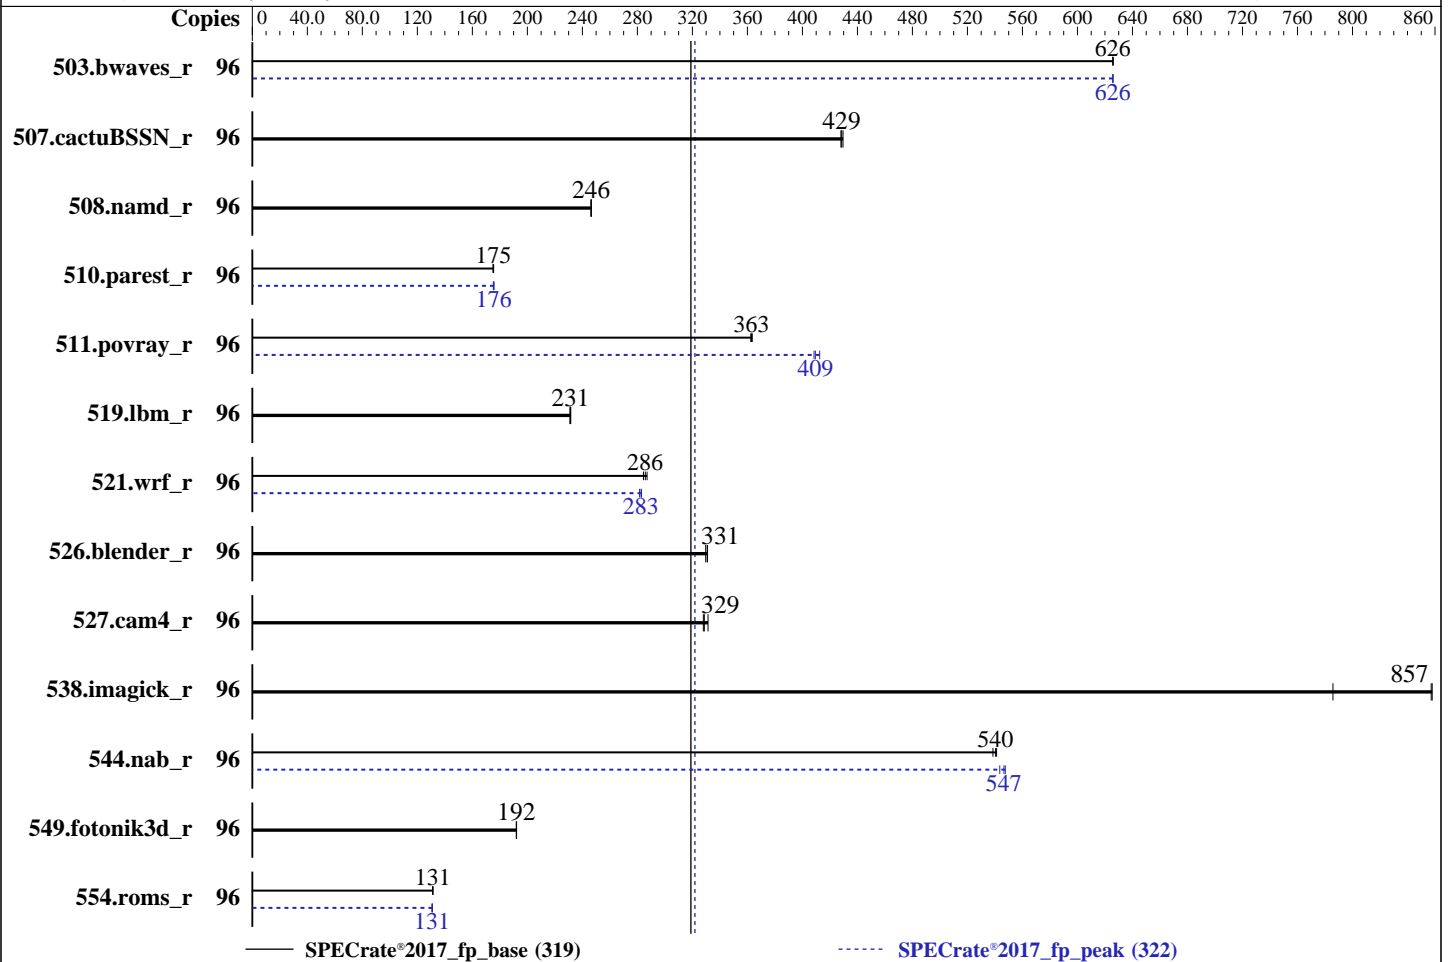 Copies 0 20 40.0 80.0 120 160 200 240 280 320 360 400 440 480 520 560 600 640 680 720 760 800 860
626
503.bwaves_r 96
626
429
507.cactuBSSN_r 96
246
508.namd_r 96
175
510.parest_r 96
176
363
511.povray_r 96
409
231
519.lbm_r 96
286
521.wrf_r 96
283
331
526.blender_r 96
329
527.cam4_r 96
857
538.imagick_r 96
540
544.nab_r 96
547
192
549.fotonik3d_r 96
131
554.roms_r 96
131
SPECrate®2017_fp_base (319) SPECrate®2017_fp_peak (322)